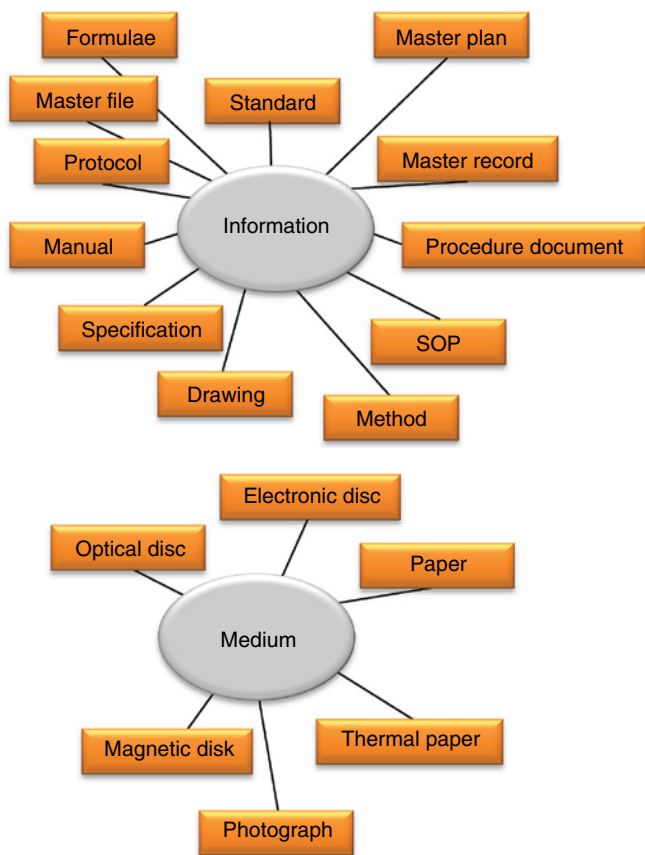 Formulae
Master plan
Master file
Standard
Protocol
Master record
Information
Manual
Procedure document
Specification
SOP
Drawing
Method
Electronic disc
Optical disc
Paper
Medium
Magnetic disk
Thermal paper
Photograph